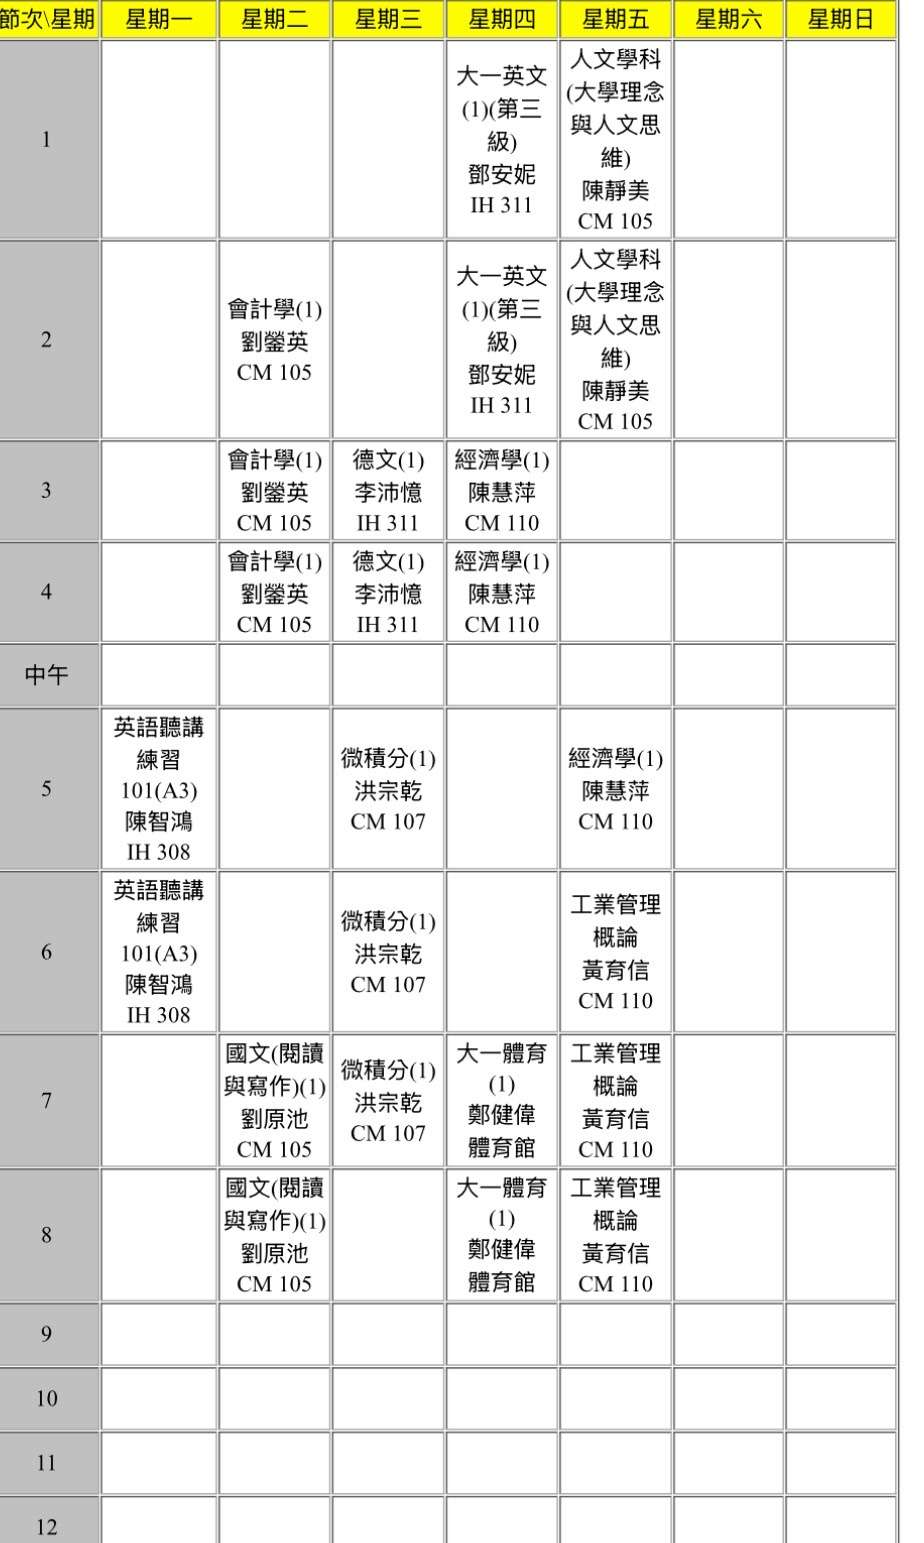 節次\星期 星期一 星期二 星期三 星期四 星期五 星期六 星期日
1
大一英文
(1)(第三
級)
鄧安妮
IH 311
人文學科
(大學理念
與人文思
維)
陳靜美
CM 105
2
會計學(1)
劉鎣英
CM 105
大一英文
(1)(第三
級)
鄧安妮
IH 311
人文學科
(大學理念
與人文思
維)
陳靜美
CM 105
3
會計學(1)
劉鎣英
CM 105
德文(1)
李沛憶
IH 311
經濟學(1)
陳慧萍
CM 110
4
會計學(1)
劉鎣英
CM 105
德文(1)
李沛憶
IH 311
經濟學(1)
陳慧萍
CM 110
中午
5
英語聽講
練習
101(A3)
陳智鴻
IH 308
微積分(1)
洪宗乾
CM 107
經濟學(1)
陳慧萍
CM 110
6
英語聽講
練習
101(A3)
陳智鴻
IH 308
微積分(1)
洪宗乾
CM 107
工業管理
概論
黃育信
CM 110
7
國文(閱讀
與寫作)(1)
劉原池
CM 105
微積分(1)
洪宗乾
CM 107
大一體育
(1)
鄭健偉
體育館
工業管理
概論
黃育信
CM 110
8
國文(閱讀
與寫作)(1)
劉原池
CM 105
大一體育
(1)
鄭健偉
體育館
工業管理
概論
黃育信
CM 110
9
10
11
12